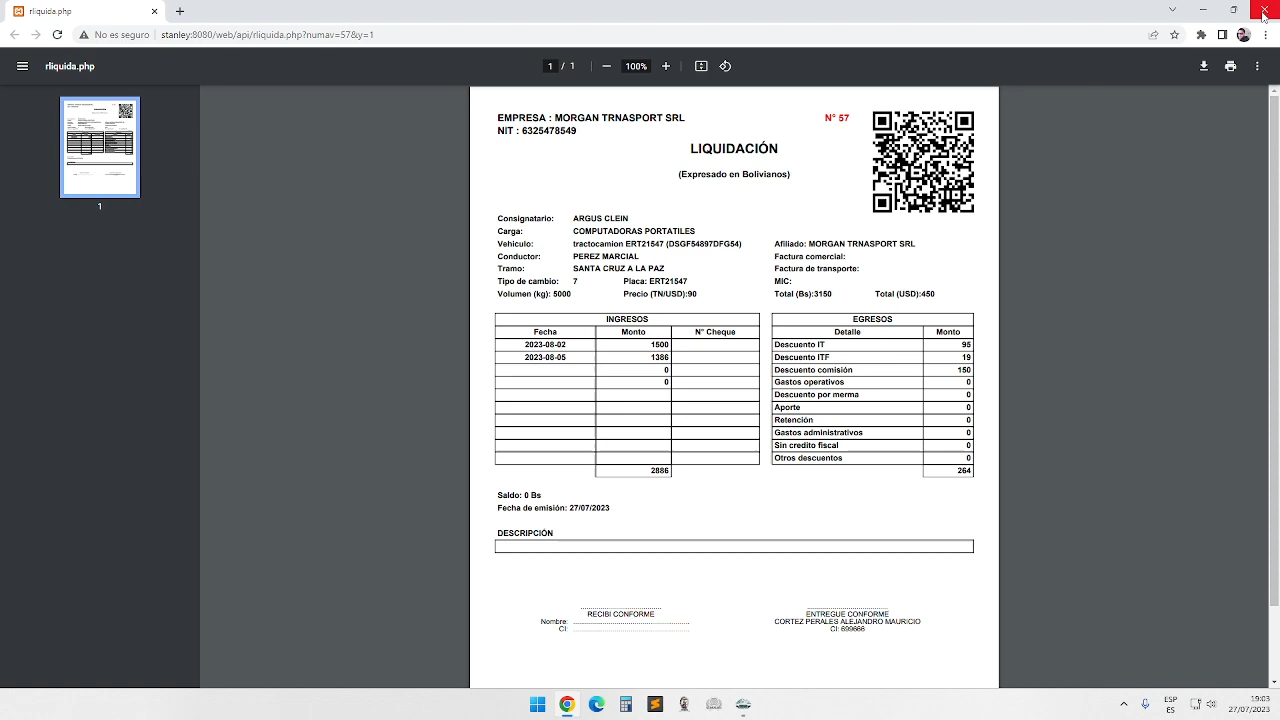 rliquida.php
No es seguro
stanley:8080/web/api/rliquida.php?numav=57&y=1
rliquida.php
1 / 1
100%
1
EMPRESA : MORGAN TRNASPORT SRL
N° 57
NIT : 6325478549
LIQUIDACIÓN
(Expresado en Bolivianos)
Consignatario: ARGUS CLEIN
Carga: COMPUTADORAS PORTATILES
Vehiculo: tractocamion ERT21547 (DSGF54897DFG54) Afiliado: MORGAN TRNASPORT SRL
Conductor: PEREZ MARCIAL Factura comercial:
Tramo: SANTA CRUZ A LA PAZ Factura de transporte:
Tipo de cambio: 7 Placa: ERT21547 MIC:
Volumen (kg): 5000 Precio (TN/USD):90 Total (Bs):3150 Total (USD):450
INGRESOS EGRESOS
Fecha Monto N° Cheque Detalle Monto
2023-08-02 1500 Descuento IT 95
2023-08-05 1386 Descuento ITF 19
0 Descuento comisión 150
0 Gastos operativos 0
Descuento por merma 0
Aporte 0
Retención 0
Gastos administrativos 0
Sin credito fiscal 0
Otros descuentos 0
2886 264
Saldo: 0 Bs
Fecha de emisión: 27/07/2023
DESCRIPCIÓN
RECIBI CONFORME ENTREGUE CONFORME
Nombre: CORTEZ PERALES ALEJANDRO MAURICIO
CI: CI: 699666
ESP
ES
19:03
27/07/2023